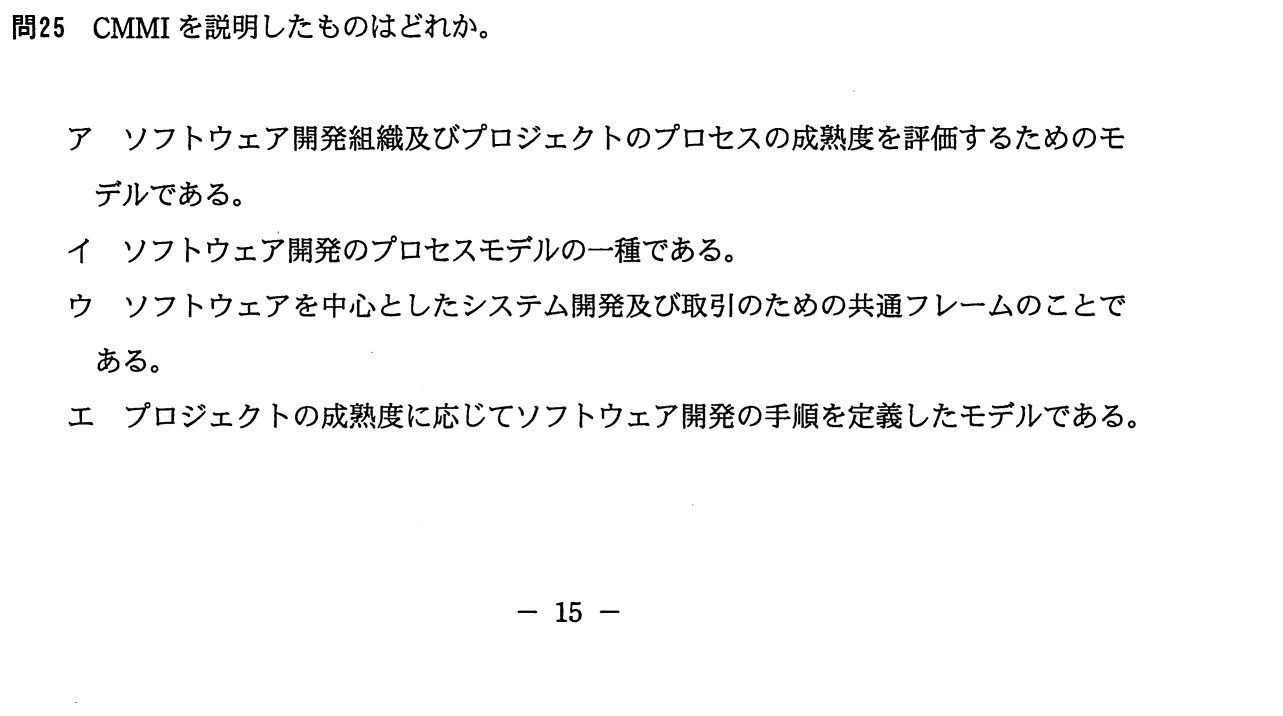 問25 CMMI を説明したものはどれか。
ア ソフトウェア開発組織及びプロジェクトのプロセスの成熟度を評価するためのモ
デルである。
イ ソフトウェア開発のプロセスモデルの一種である。
ウ ソフトウェアを中心としたシステム開発及び取引のための共通フレームのことで
ある。
エ プロジェクトの成熟度に応じてソフトウェア開発の手順を定義したモデルである。
― 15 ―